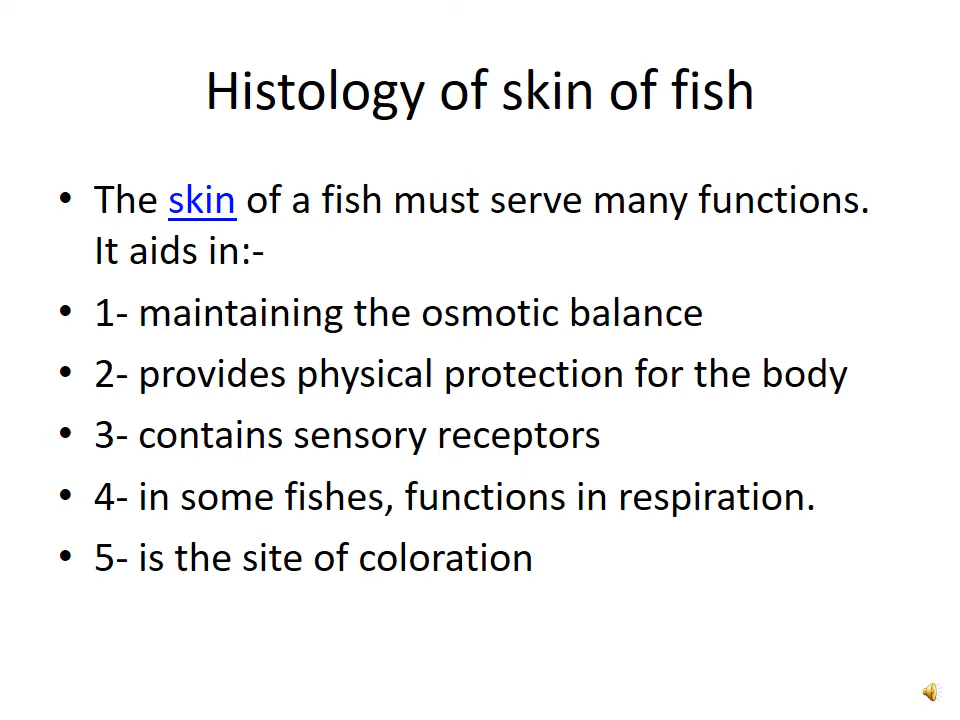 Histology of skin of fish
• The skin of a fish must serve many functions.
It aids in:-
• 1- maintaining the osmotic balance
• 2- provides physical protection for the body
• 3- contains sensory receptors
• 4- in some fishes, functions in respiration.
• 5- is the site of coloration